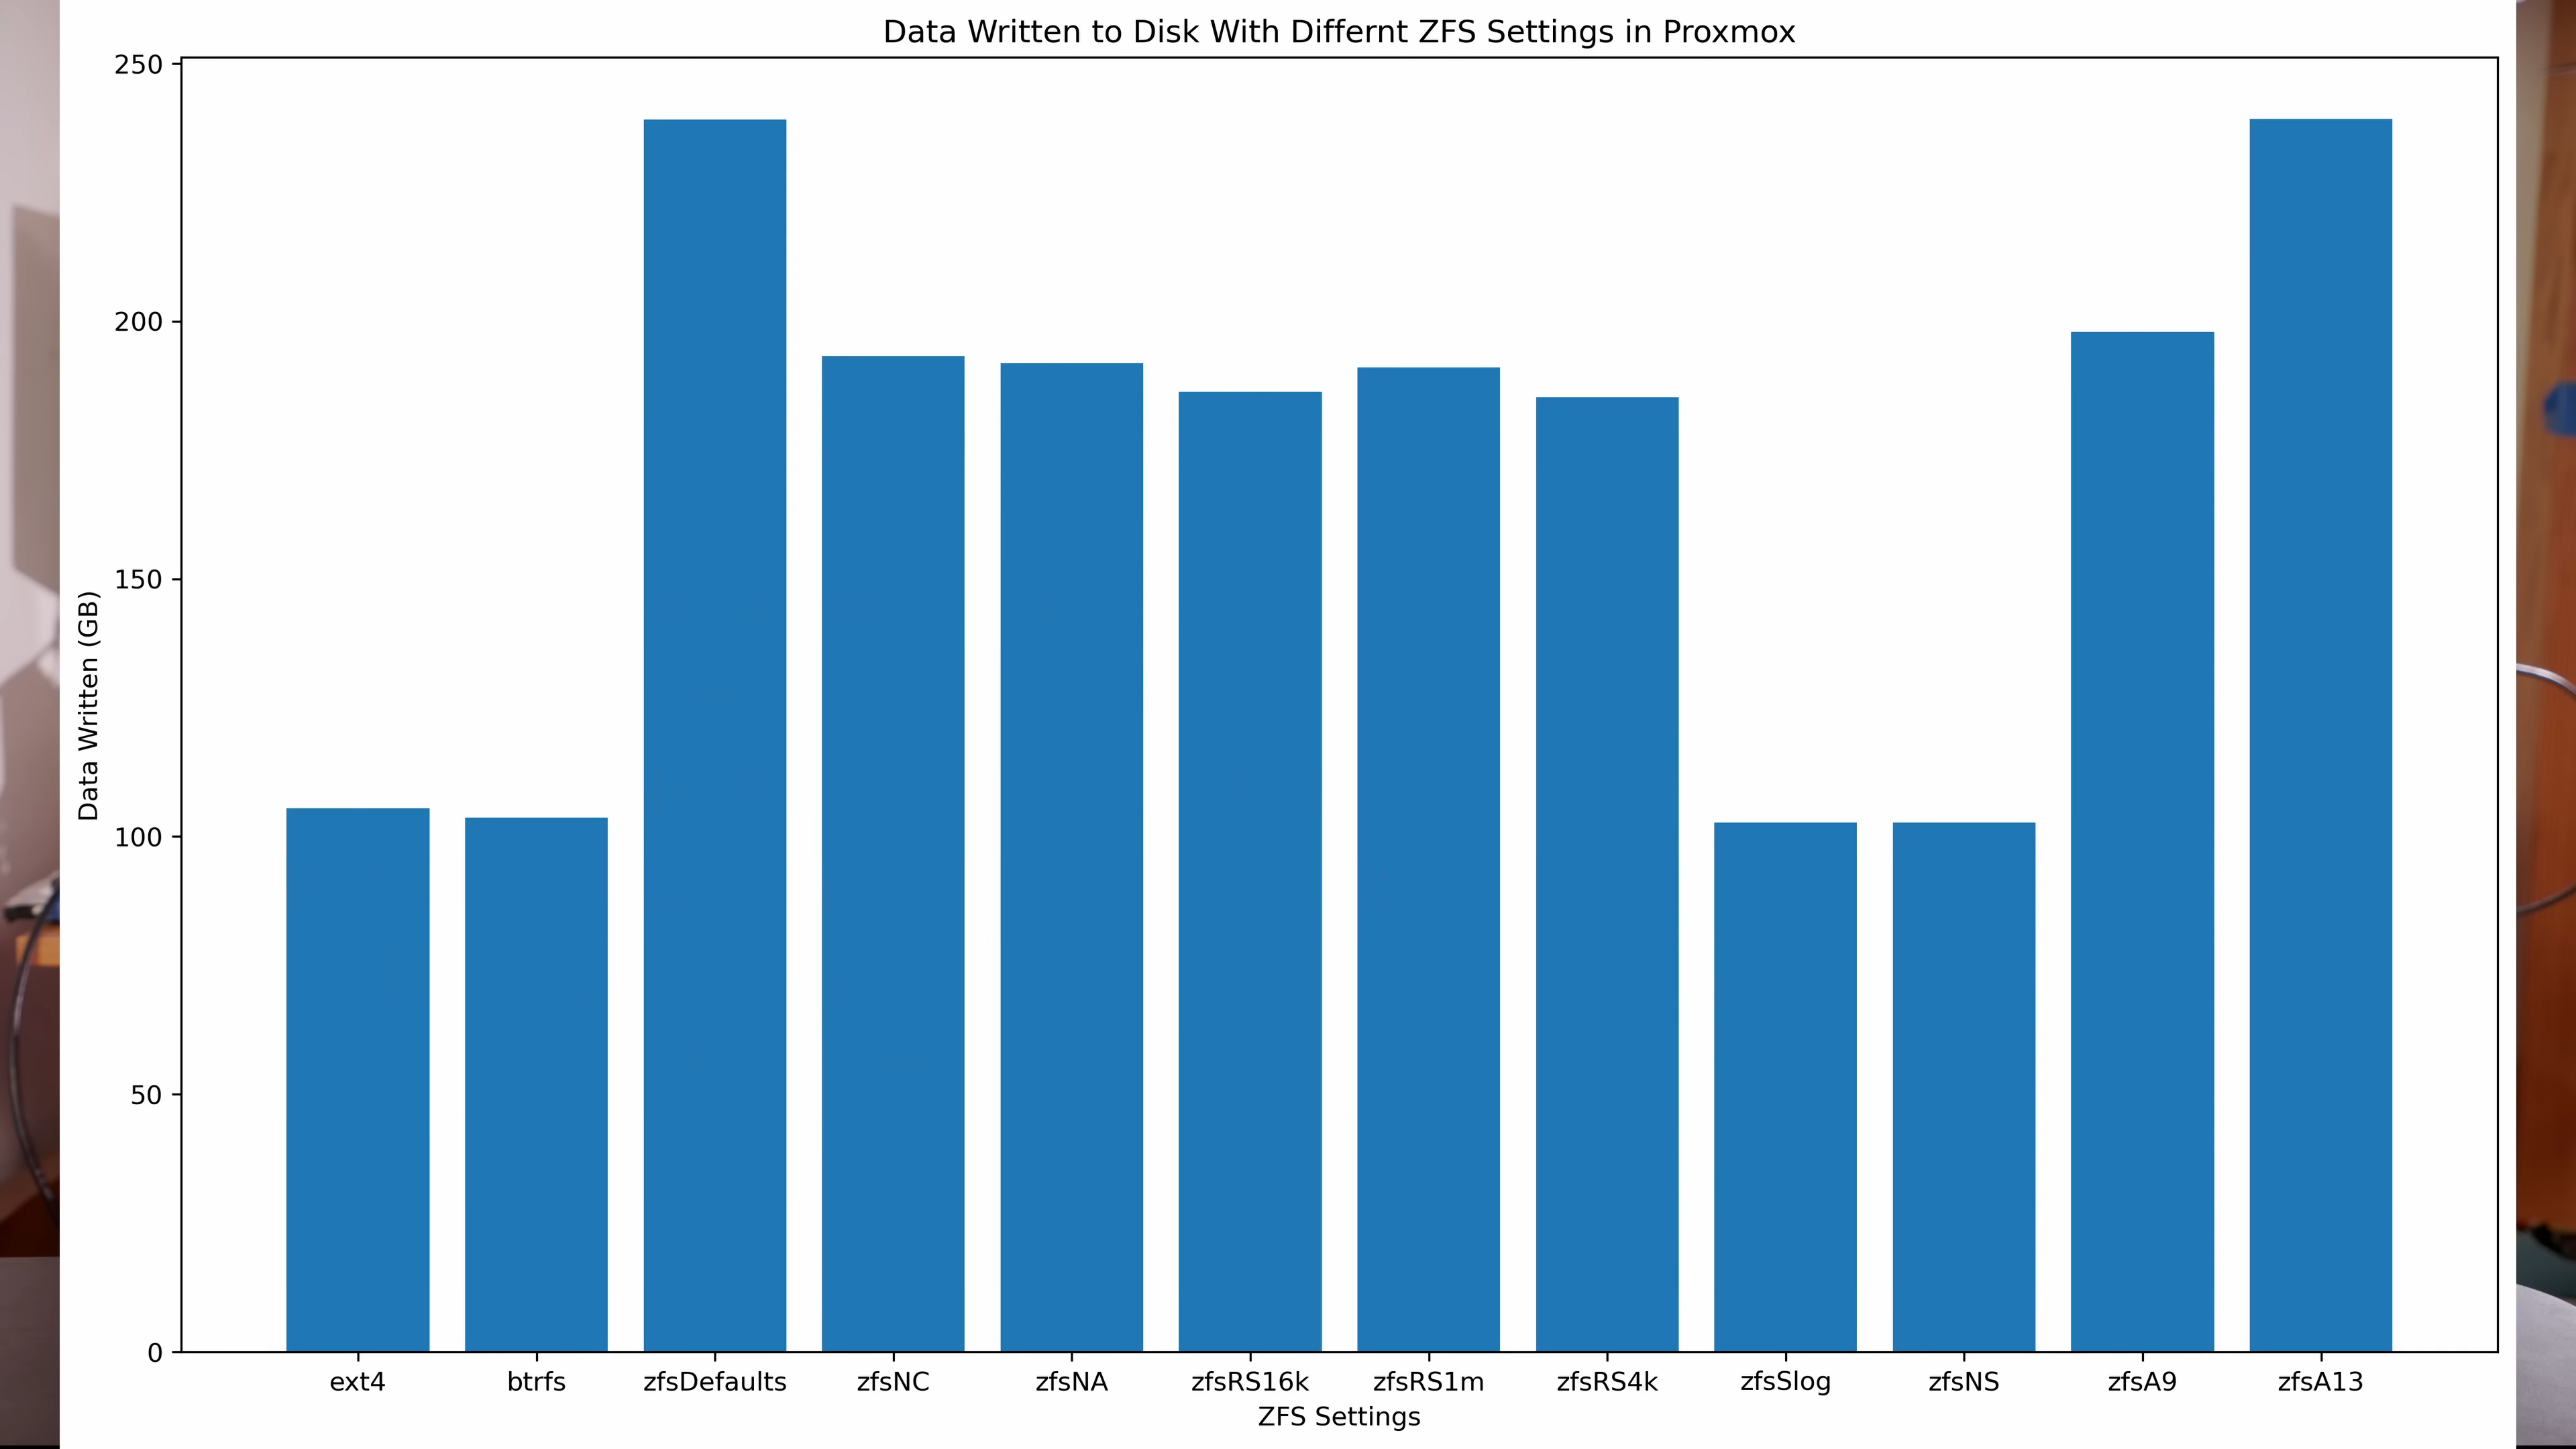 Data Written to Disk With Differnt ZFS Settings in Proxmox
250
200
150
100
50
0
Data Written (GB)
ext4 btrfs zfsDefaults zfsNC zfsNA zfsRS16k zfsRS1m zfsRS4k zfsSlog zfsNS zfsA9 zfsA13
ZFS Settings